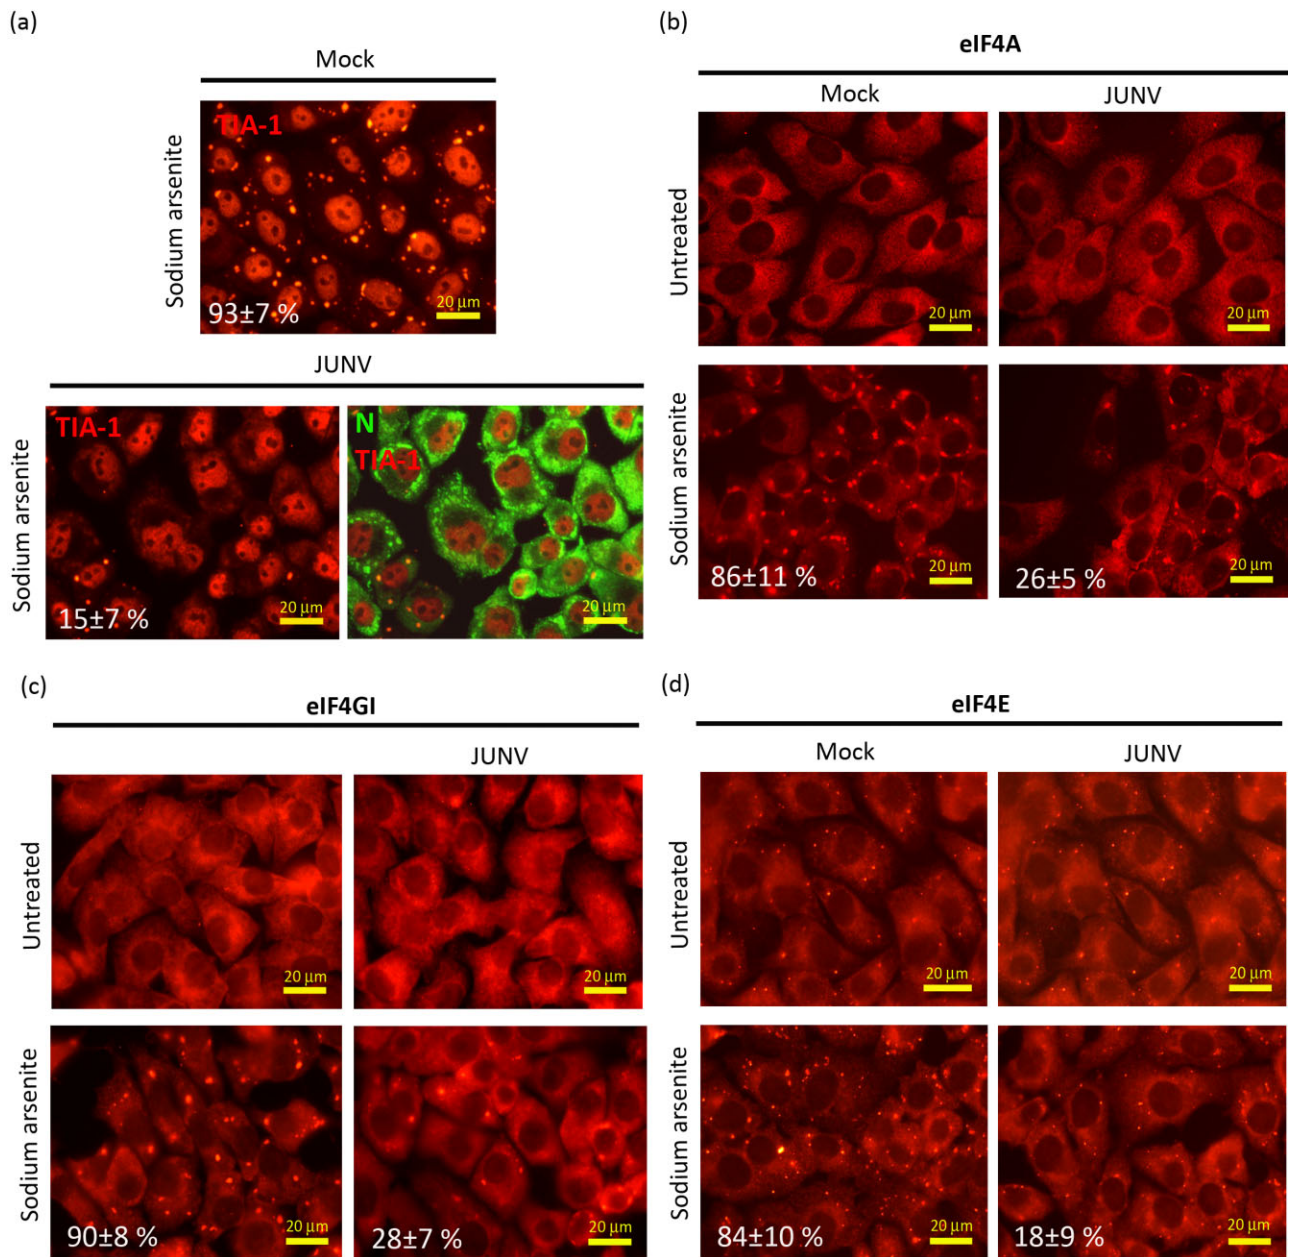 (a)
Mock
Sodium arsenite
TIA-1
93±7 %
20 µm
JUNV
Sodium arsenite
TIA-1
15±7 %
20 µm
N
TIA-1
20 µm
(b)
eIF4A
Mock
JUNV
Untreated
20 µm
20 µm
Sodium arsenite
86±11 %
20 µm
26±5 %
20 µm
(c)
eIF4GI
JUNV
Untreated
20 µm
20 µm
Sodium arsenite
90±8 %
20 µm
28±7 %
20 µm
(d)
eIF4E
Mock
JUNV
Untreated
20 µm
20 µm
Sodium arsenite
84±10 %
20 µm
18±9 %
20 µm